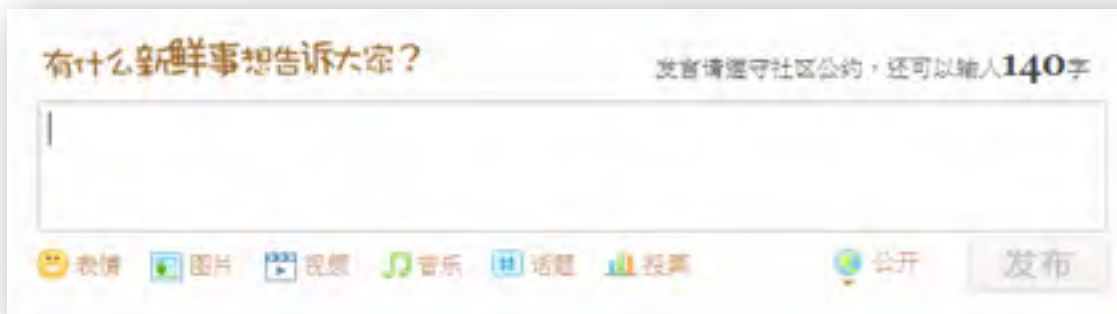 有什么新鲜事想告诉大家？
发言请遵守社区公约，还可以输入140字
表情 图片 视频 音乐 话题 投票 公开 发布